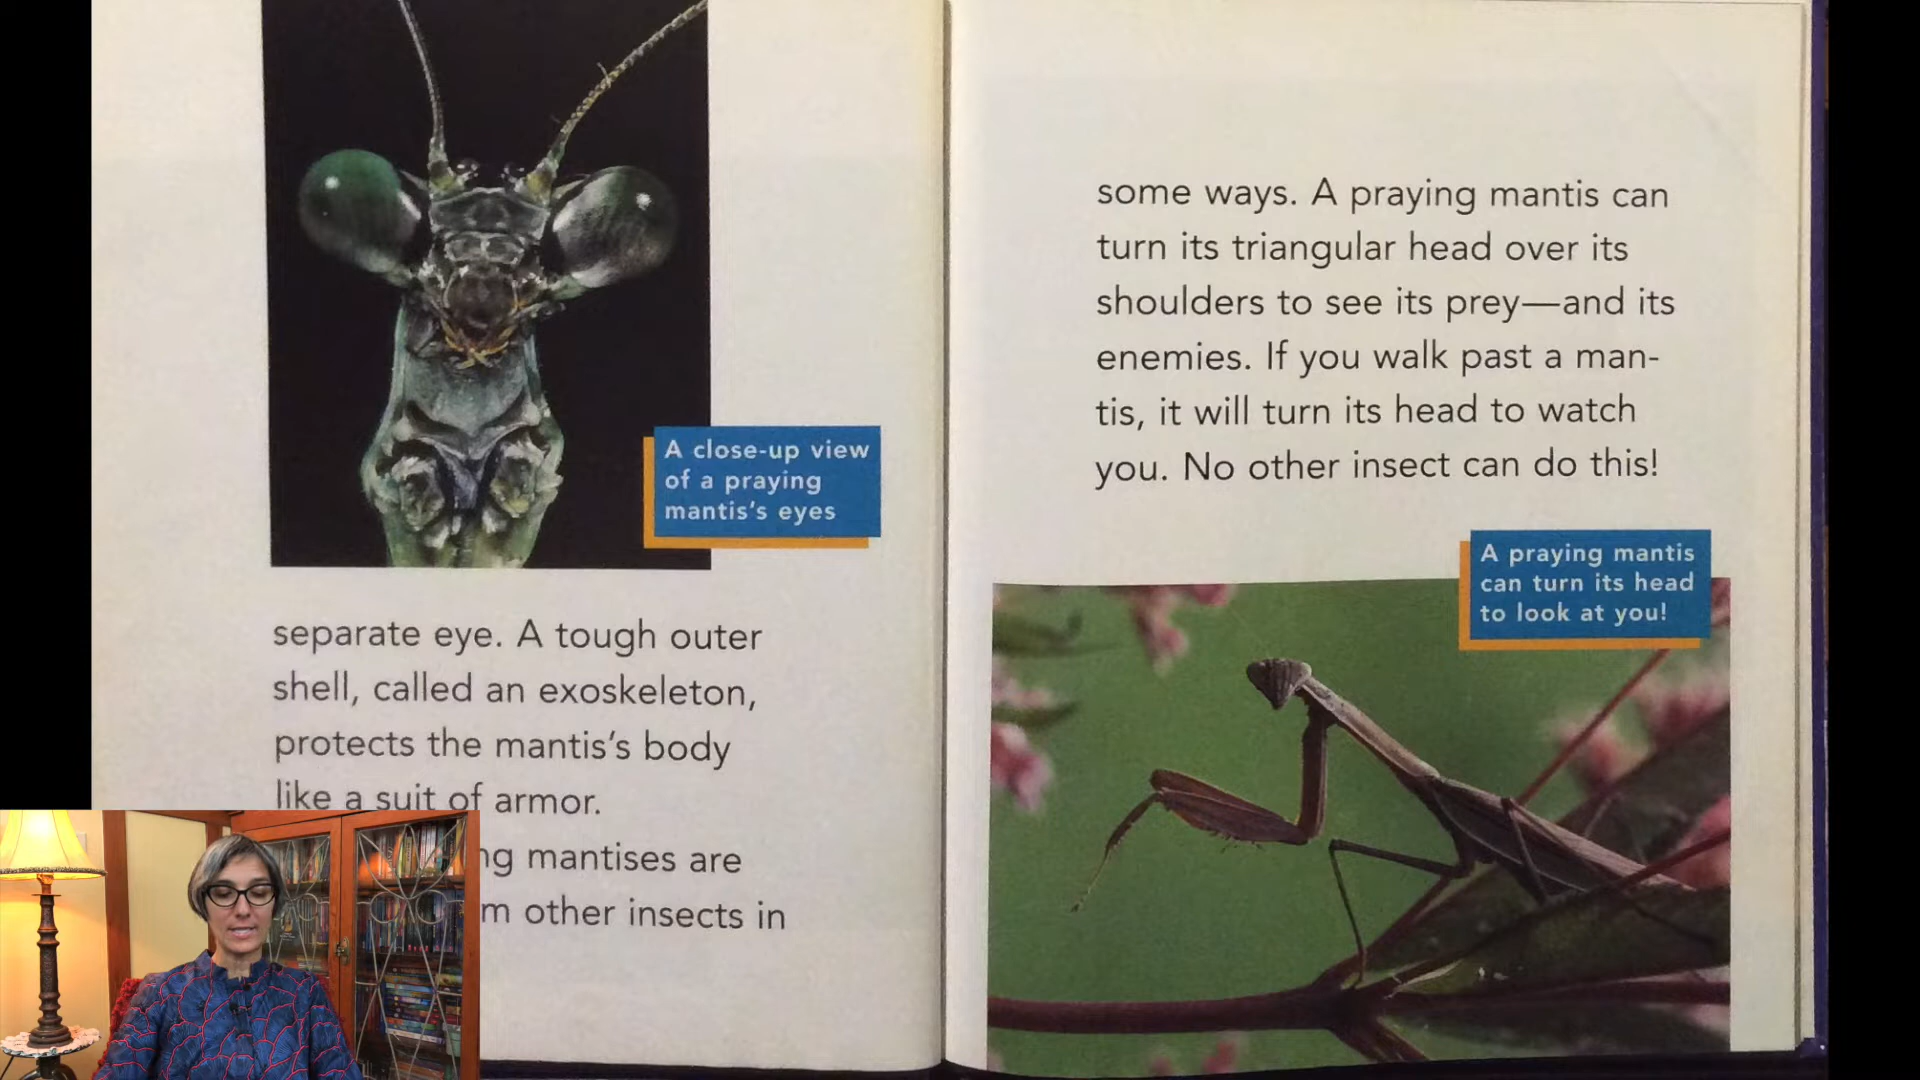 A close-up view
of a praying
mantis's eyes
separate eye. A tough outer
shell, called an exoskeleton,
protects the mantis's body
like a suit of armor.
mantises are
other insects in
some ways. A praying mantis can
turn its triangular head over its
shoulders to see its prey—and its
enemies. If you walk past a man-
tis, it will turn its head to watch
you. No other insect can do this!
A praying mantis
can turn its head
to look at you!